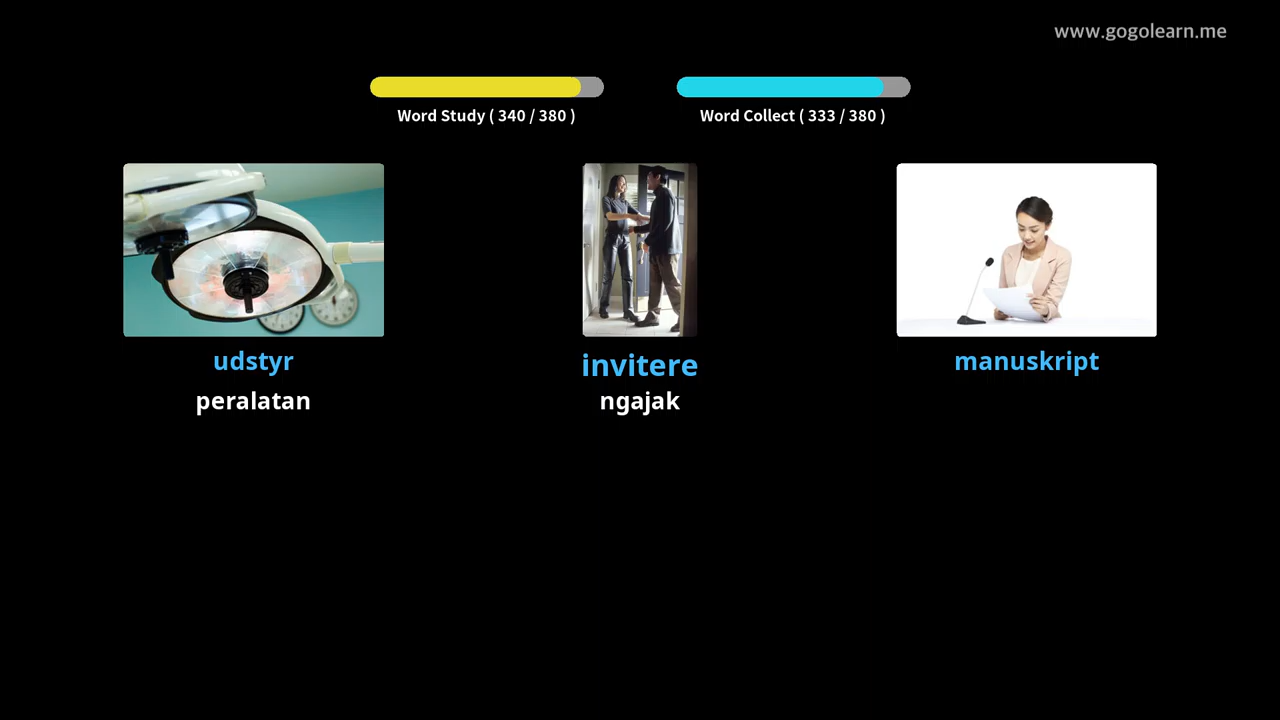 www.gogolearn.me
Word Study ( 340 / 380 )
Word Collect ( 333 / 380 )
udstyr
invitere
manuskript
peralatan
ngajak